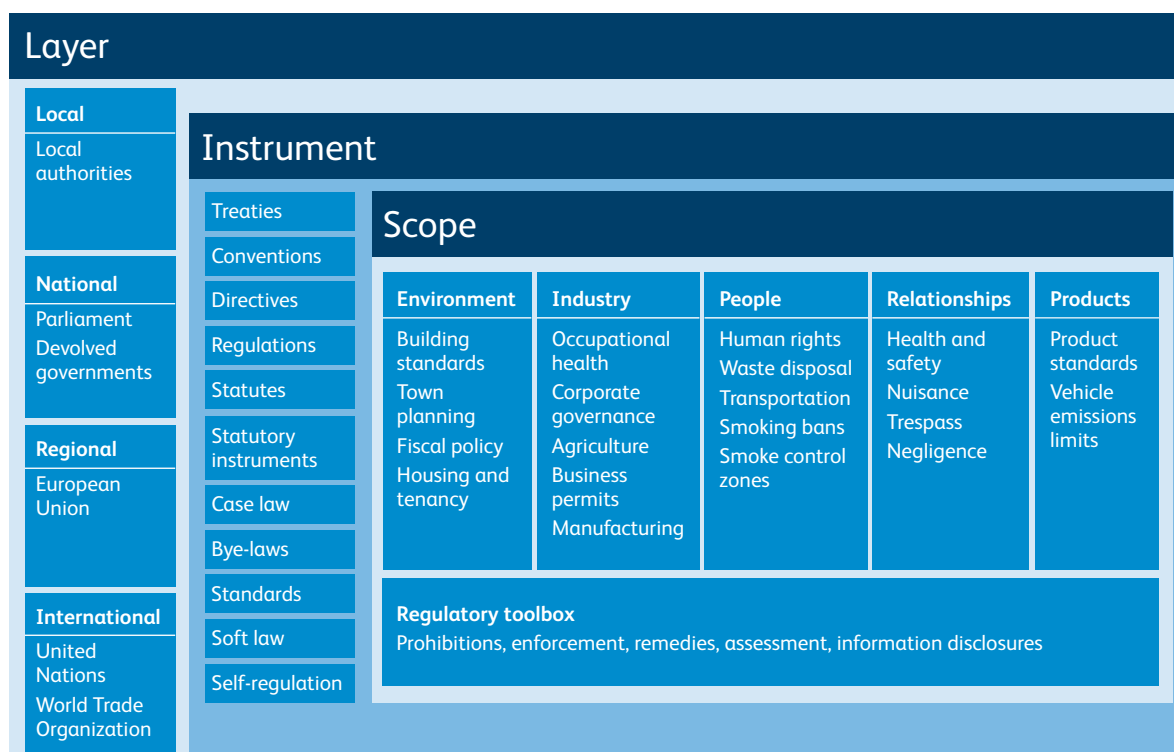 Layer
Local
Local
authorities
National
Parliament
Devolved
governments
Regional
European
Union
International
United
Nations
World Trade
Organization
Instrument
Treaties
Conventions
Directives
Regulations
Statutes
Statutory
instruments
Case law
Bye-laws
Standards
Soft law
Self-regulation
Scope
Environment
Building
standards
Town
planning
Fiscal policy
Housing and
tenancy
Industry
Occupational
health
Corporate
governance
Agriculture
Business
permits
Manufacturing
People
Human rights
Waste disposal
Transportation
Smoking bans
Smoke control
zones
Relationships
Health and
safety
Nuisance
Trespass
Negligence
Products
Product
standards
Vehicle
emissions
limits
Regulatory toolbox
Prohibitions, enforcement, remedies, assessment, information disclosures